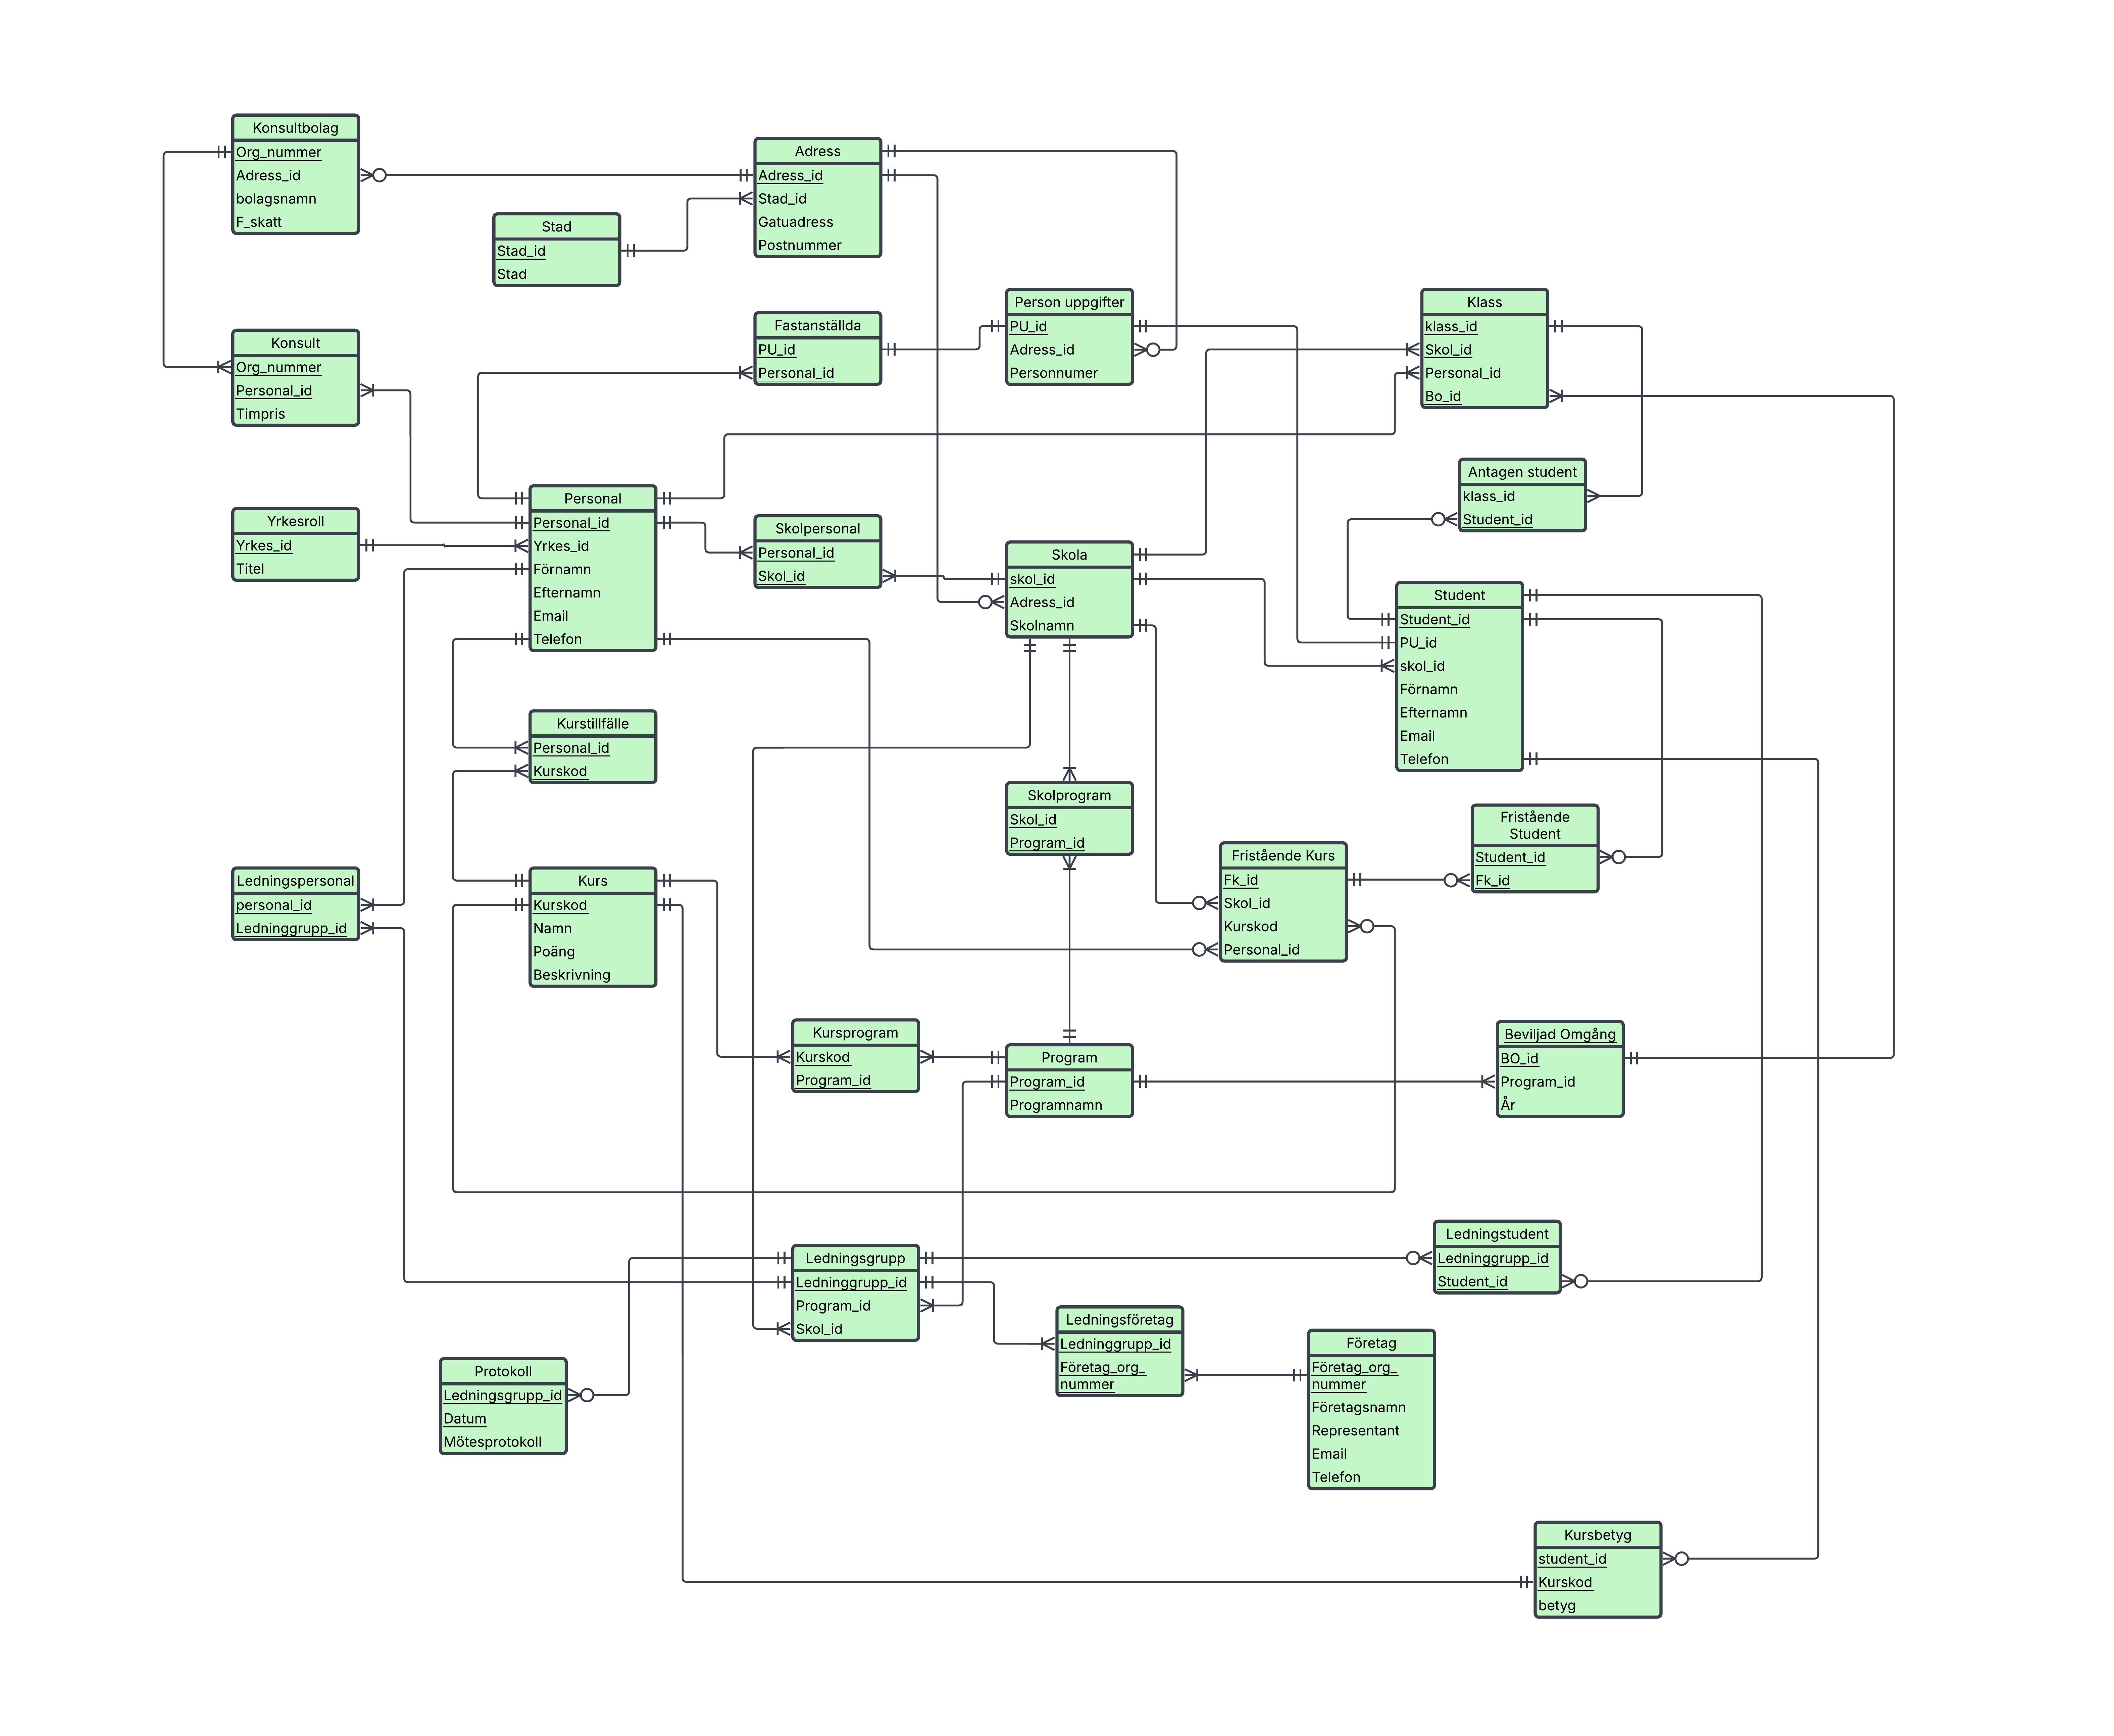 Konsultbolag
Org_nummer
Adress_id
bolagsnamn
F_skatt
Adress
Adress_id
Stad_id
Gatuadress
Postnummer
Stad
Stad_id
Stad
Konsult
Org_nummer
Personal_id
Timpris
Fastanställda
PU_id
Personal_id
Person uppgifter
PU_id
Adress_id
Personnumer
Klass
klass_id
Skol_id
Personal_id
Bo_id
Antagen student
klass_id
Student_id
Yrkesroll
Yrkes_id
Titel
Personal
Personal_id
Yrkes_id
Förnamn
Efternamn
Email
Telefon
Skolpersonal
Personal_id
Skol_id
Skola
skol_id
Adress_id
Skolnamn
Student
Student_id
PU_id
skol_id
Förnamn
Efternamn
Email
Telefon
Kurstillfälle
Personal_id
Kurskod
Skolprogram
Skol_id
Program_id
Fristående
Student
Student_id
Fk_id
Fristående Kurs
Fk_id
Skol_id
Kurskod
Personal_id
Ledningspersonal
personal_id
Ledninggrupp_id
Kurs
Kurskod
Namn
Poäng
Beskrivning
Kursprogram
Kurskod
Program_id
Program
Program_id
Programnamn
Beviljad Omgång
BO_id
Program_id
År
Ledningsgrupp
Ledninggrupp_id
Program_id
Skol_id
Ledningstudent
Ledninggrupp_id
Student_id
Ledningsföretag
Ledninggrupp_id
Företag_org_
nummer
Företag
Företag_org_
nummer
Företagsnamn
Representant
Email
Telefon
Protokoll
Ledningsgrupp_id
Datum
Mötesprotokoll
Kursbetyg
student_id
Kurskod
betyg